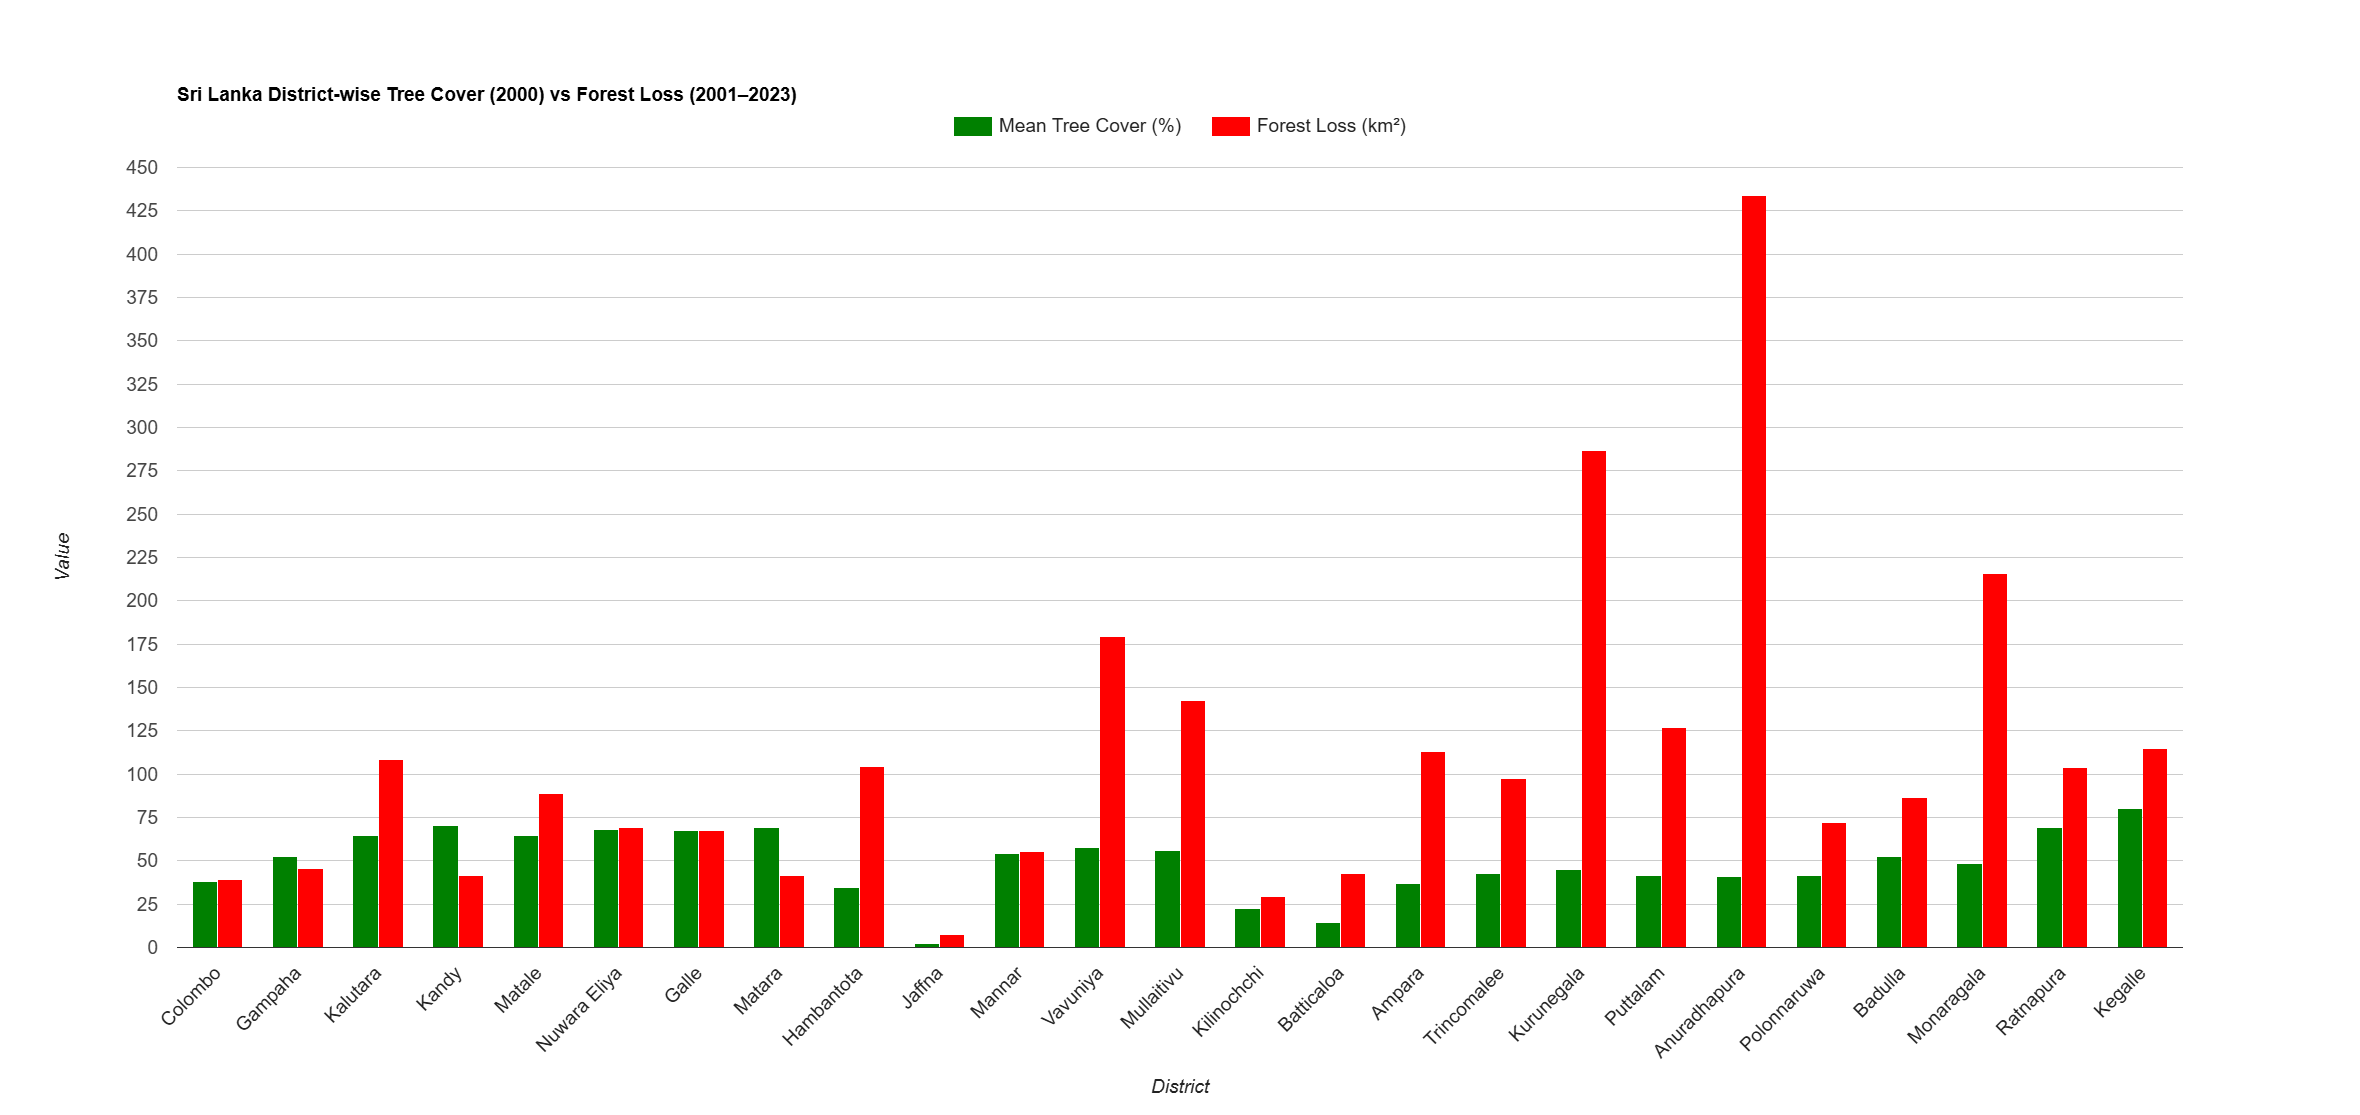 Sri Lanka District-wise Tree Cover (2000) vs Forest Loss (2001–2023)
Mean Tree Cover (%)
Forest Loss (km²)
450
425
400
375
350
325
300
275
250
225
200
175
150
125
100
75
50
25
0
Value
Colombo
Gampaha
Kalutara
Kandy
Matale
Nuwara Eliya
Galle
Matara
Hambantota
Jaffna
Mannar
Vavuniya
Mullaitivu
Kilinochchi
Batticaloa
Ampara
Trincomalee
Kurunegala
Puttalam
Anuradhapura
Polonnaruwa
Badulla
Monaragala
Ratnapura
Kegalle
District